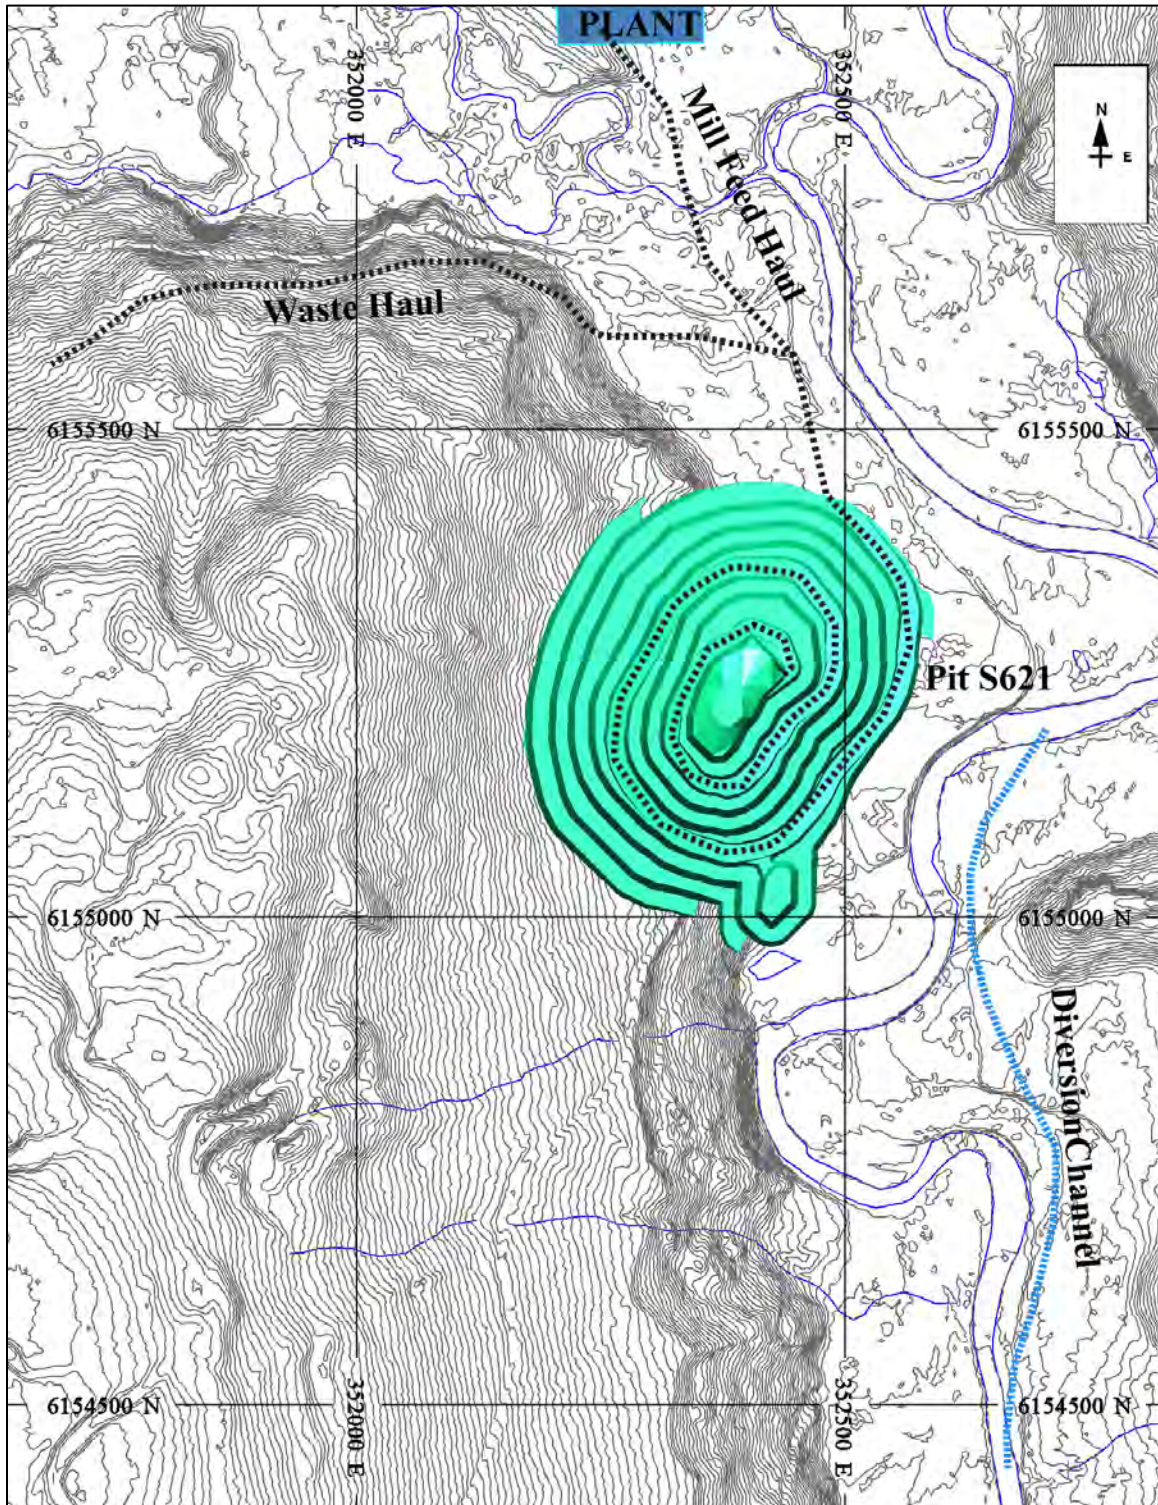 PLANT
352000 E
Mill Feed Haul
352500 E
N
E
Waste Haul
6155500 N
6155500 N
Pit S621
6155000 N
6155000 N
DiversionChannel
352000 E
352500 E
6154500 N
6154500 N